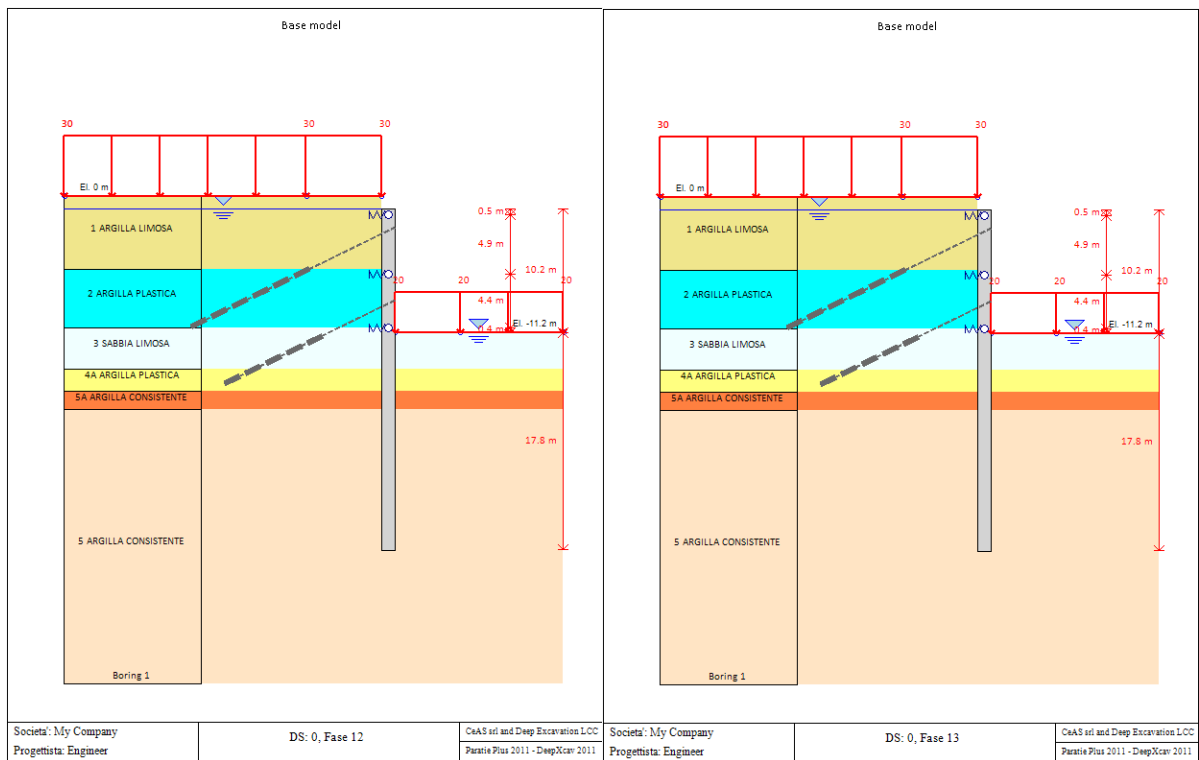 Base model
30
30
30
El. 0 m
1 ARGILLA LIMOSA
0.5 m
4.9 m
10.2 m
20
20
20
2 ARGILLA PLASTICA
4.4 m
El. -11.2 m
3 SABBIA LIMOSA
4A ARGILLA PLASTICA
5A ARGILLA CONSISTENTE
17.8 m
5 ARGILLA CONSISTENTE
Boring 1
Societa': My Company
Progettista: Engineer
DS: 0, Fase 12
CeAS srl and Deep Excavation LCC
Paratie Plus 2011 - DeepXcav 2011
Base model
30
30
30
El. 0 m
1 ARGILLA LIMOSA
0.5 m
4.9 m
10.2 m
20
20
20
2 ARGILLA PLASTICA
4.4 m
El. -11.2 m
3 SABBIA LIMOSA
4A ARGILLA PLASTICA
5A ARGILLA CONSISTENTE
17.8 m
5 ARGILLA CONSISTENTE
Boring 1
Societa': My Company
Progettista: Engineer
DS: 0, Fase 13
CeAS srl and Deep Excavation LCC
Paratie Plus 2011 - DeepXcav 2011